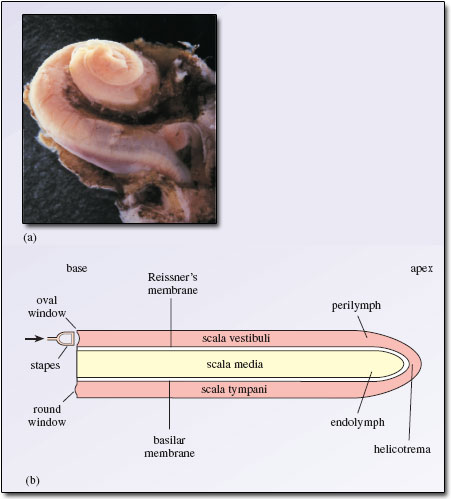 (a)
base
apex
Reissner's
membrane
oval
window
perilymph
scala vestibuli
stapes
scala media
scala tympani
round
window
endolymph
basilar
membrane
helicotrema
(b)